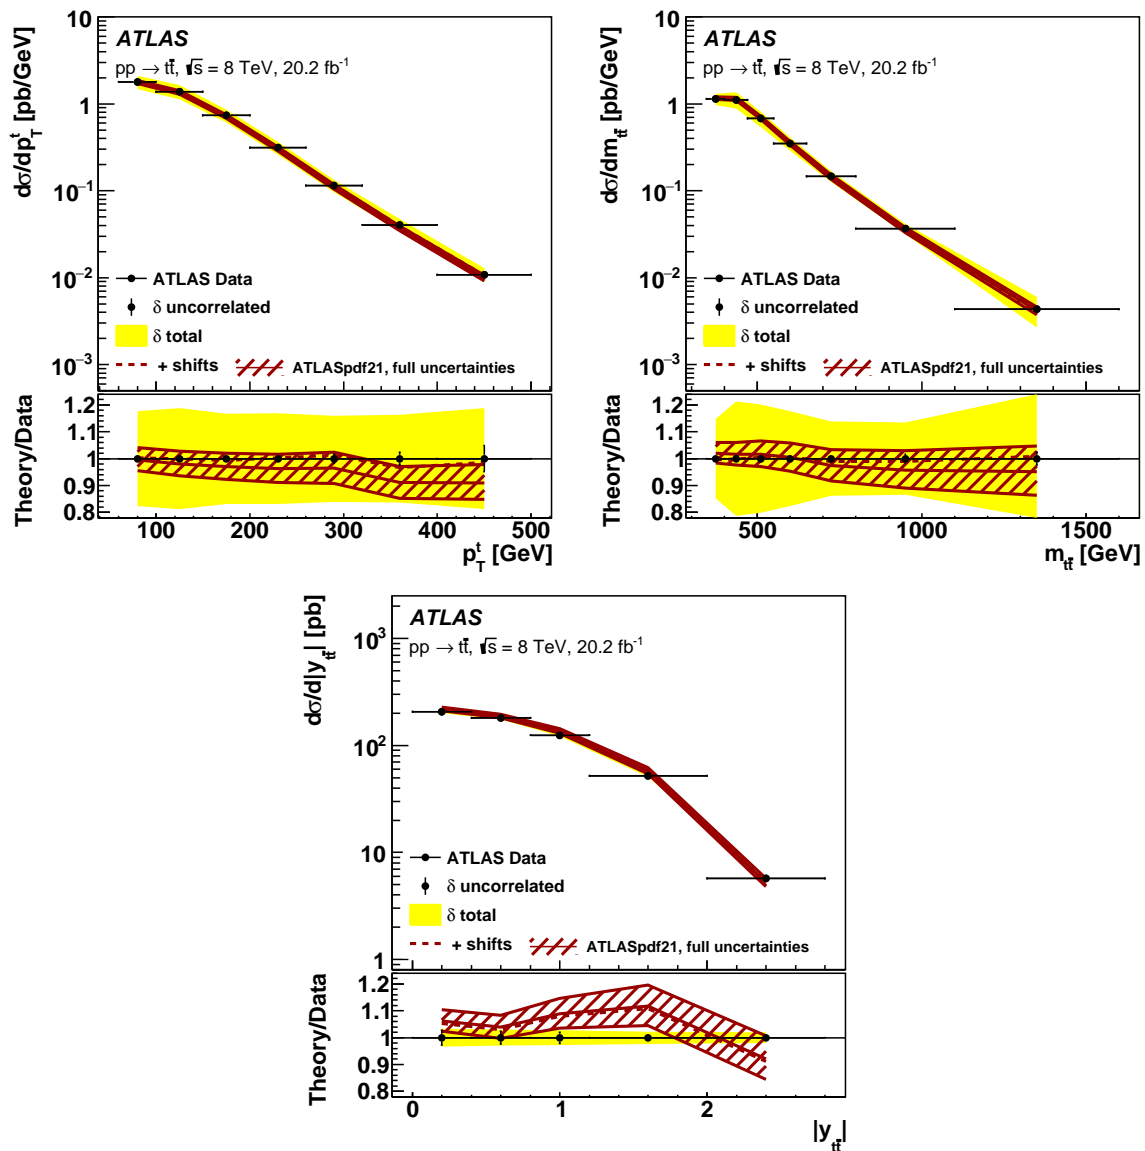 dσ/dp_T^t [pb/GeV]
10
1
10⁻¹
10⁻²
10⁻³
ATLAS
pp → tt̄, √s = 8 TeV, 20.2 fb⁻¹
ATLAS Data
δ uncorrelated
δ total
+ shifts
ATLASpdf21, full uncertainties
Theory/Data
1.2
1.1
1
0.9
0.8
100 200 300 400 500
p_T^t [GeV]
dσ/dm_tt̄ [pb/GeV]
10
1
10⁻¹
10⁻²
10⁻³
ATLAS
pp → tt̄, √s = 8 TeV, 20.2 fb⁻¹
ATLAS Data
δ uncorrelated
δ total
+ shifts
ATLASpdf21, full uncertainties
Theory/Data
1.2
1.1
1
0.9
0.8
500 1000 1500
m_tt̄ [GeV]
dσ/d|y_tt̄| [pb]
10³
10²
10
1
ATLAS
pp → tt̄, √s = 8 TeV, 20.2 fb⁻¹
ATLAS Data
δ uncorrelated
δ total
+ shifts
ATLASpdf21, full uncertainties
Theory/Data
1.2
1.1
1
0.9
0.8
0 1 2
|y_tt̄|